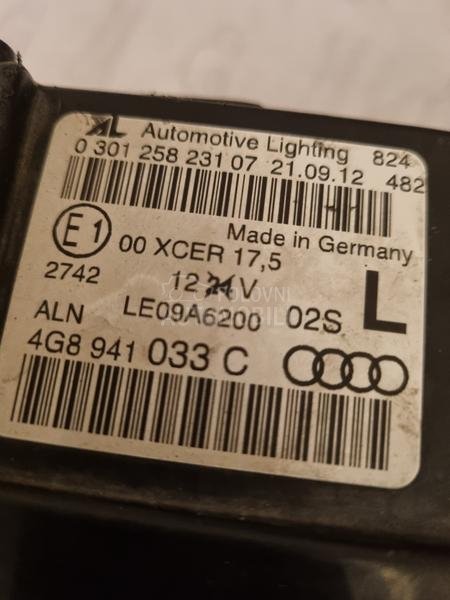 AL Automotive Lighting 824
0 301 258 231 07 21.09.12 482
Made in Germany
E1 00 XCER 17,5
2742 12 24 V
ALN LE09A6200 02S L
4G8 941 033 C
POLOVNI